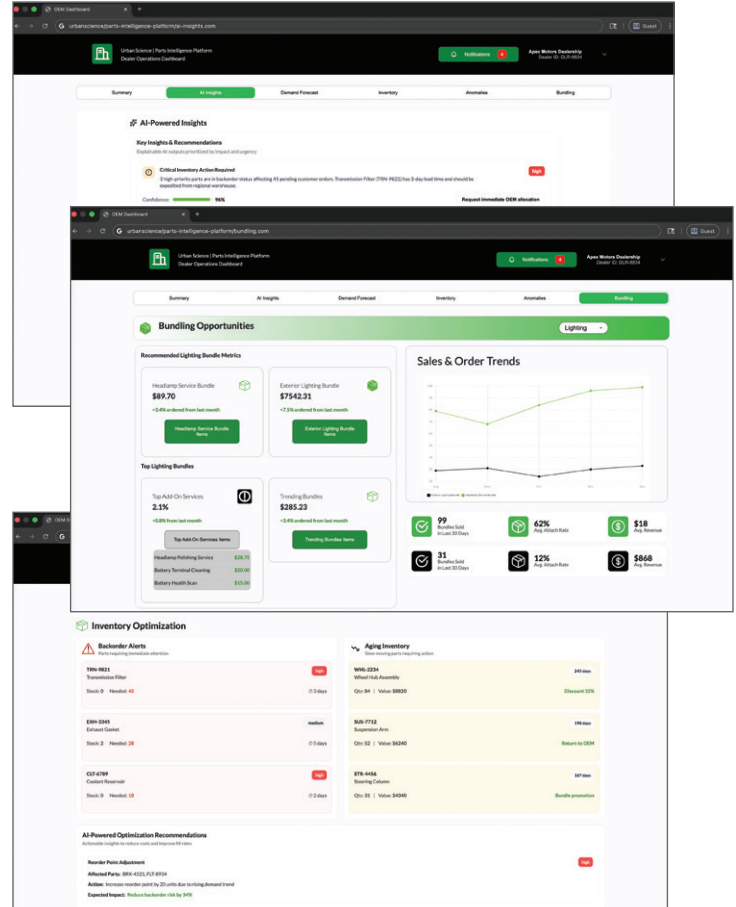 OEM Dashboard
urbanscience/parts-intelligence-platform/ai-insights.com
Guest
Urban Science | Parts Intelligence Platform
Dealer Operations Dashboard
Notifications 4
Apex Motors Dealership
Dealer ID: DLR-8834
Summary AI Insights Demand Forecast Inventory Anomalies Bundling
AI-Powered Insights
Key Insights & Recommendations
Explainable AI outputs prioritized by impact and urgency
Critical Inventory Action Required
high
3 high-priority parts are in backorder status affecting 45 pending customer orders. Transmission Filter (TRN-9821) has 3-day lead time and should be
expedited from regional warehouse.
Confidence: 96%
Request immediate OEM allocation
OEM Dashboard
urbanscience/parts-intelligence-platform/bundling.com
Guest
Urban Science | Parts Intelligence Platform
Dealer Operations Dashboard
Notifications 4
Apex Motors Dealership
Dealer ID: DLR-8834
Summary AI Insights Demand Forecast Inventory Anomalies Bundling
Bundling Opportunities
Lighting
Recommended Lighting Bundle Metrics
Headlamp Service Bundle
$89.70
+3.4% ordered from last month
Headlamp Service Bundle
Items
Exterior Lighting Bundle
$7542.31
+7.5% ordered from last month
Exterior Lighting Bundle
Items
Top Lighting Bundles
Top Add-On Services
2.1%
+0.8% from last month
Top Add-On Services Items
Headlamp Polishing Service $28.75
Battery Terminal Cleaning $20.00
Battery Health Scan $15.00
Trending Bundles
$285.23
+3.4% ordered from last month
Trending Bundles Items
Sales & Order Trends
99
Bundles Sold
in Last 30 Days
62%
Avg. Attach Rate
$18
Avg. Revenue
31
Bundles Sold
in Last 30 Days
12%
Avg. Attach Rate
$868
Avg. Revenue
OEM D
Inventory Optimization
Backorder Alerts
Parts requiring immediate attention
TRN-9821
high
Transmission Filter
Stock: 0 Needed: 45
3 days
EXH-3345
medium
Exhaust Gasket
Stock: 2 Needed: 28
5 days
CLT-6789
high
Coolant Reservoir
Stock: 0 Needed: 18
2 days
Aging Inventory
Slow-moving parts requiring action
WHL-2234
245 days
Wheel Hub Assembly
Qty: 84 | Value: $8820
Discount 15%
SUS-7712
198 days
Suspension Arm
Qty: 52 | Value: $6240
Return to OEM
STR-4456
167 days
Steering Column
Qty: 31 | Value: $4340
Bundle promotion
AI-Powered Optimization Recommendations
Actionable insights to reduce costs and improve fill rates
Reorder Point Adjustment
high
Affected Parts: BRK-4521, FLT-8934
Action: Increase reorder point by 20 units due to rising demand trend
Expected Impact: Reduce backorder risk by 34%